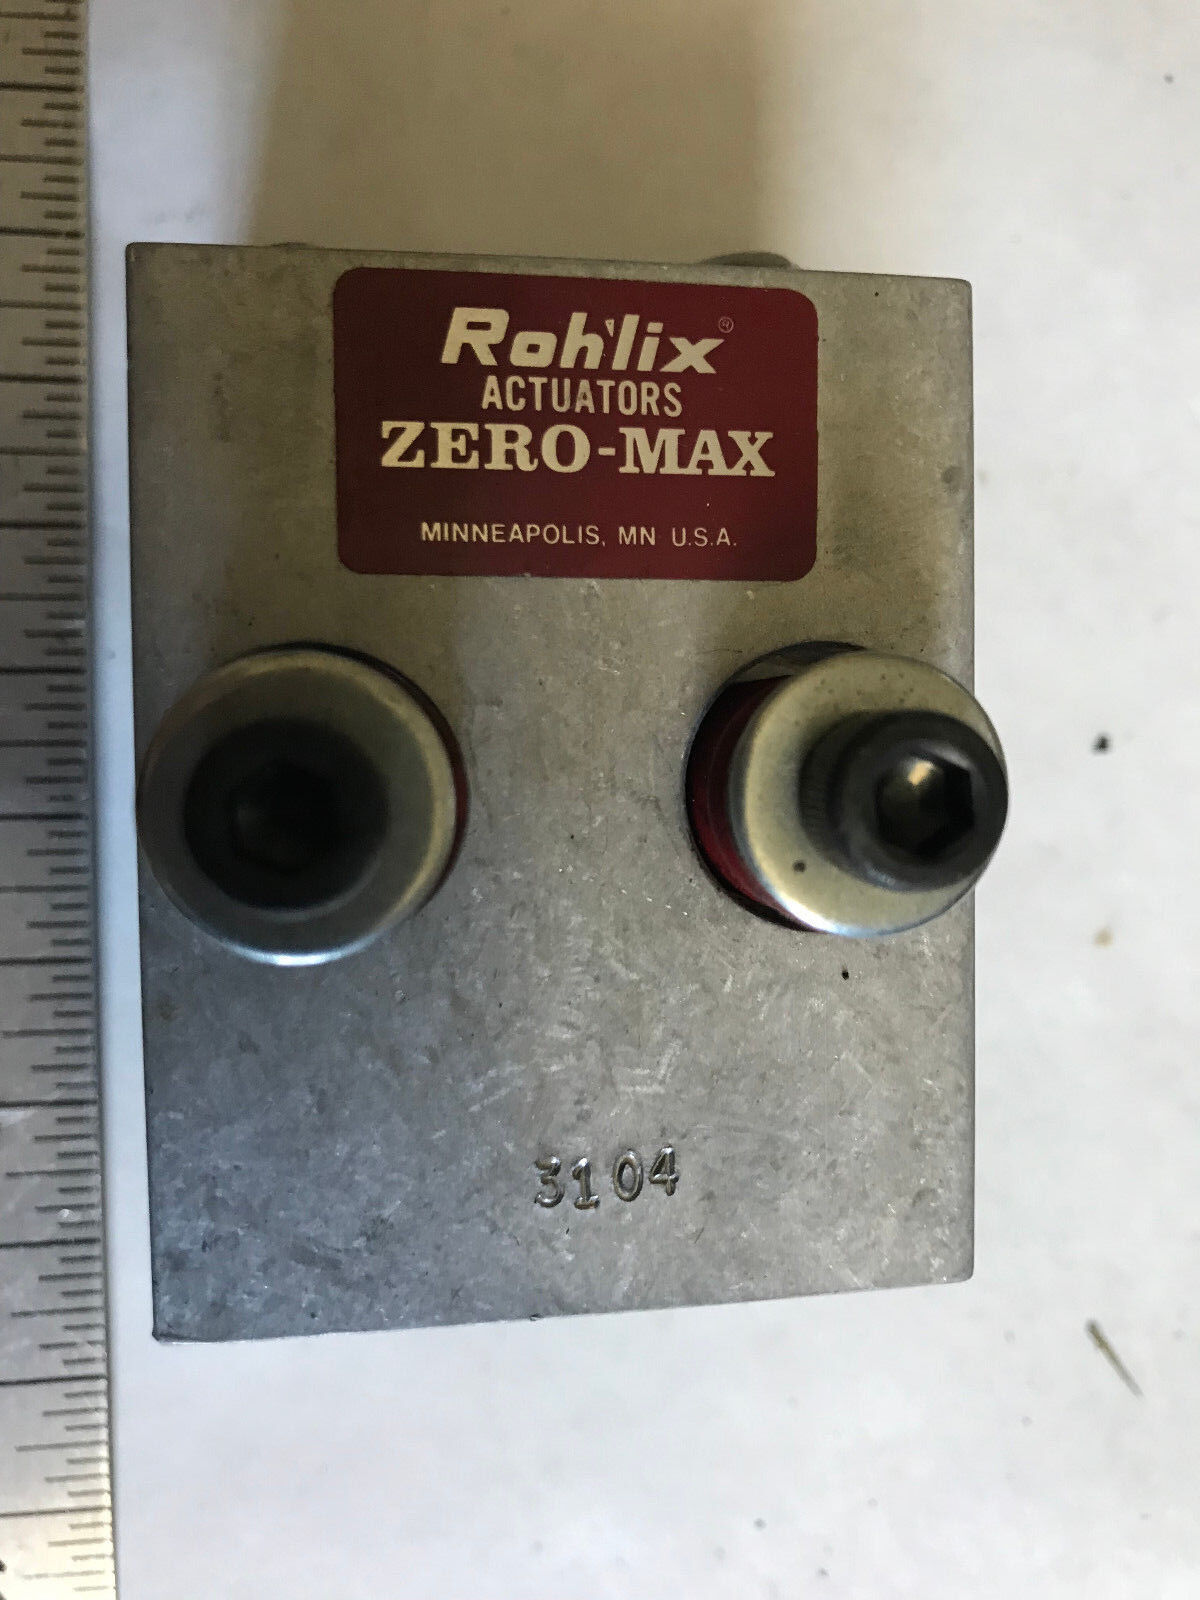 Roh'lix®
ACTUATORS
ZERO-MAX
MINNEAPOLIS, MN U.S.A.
3104